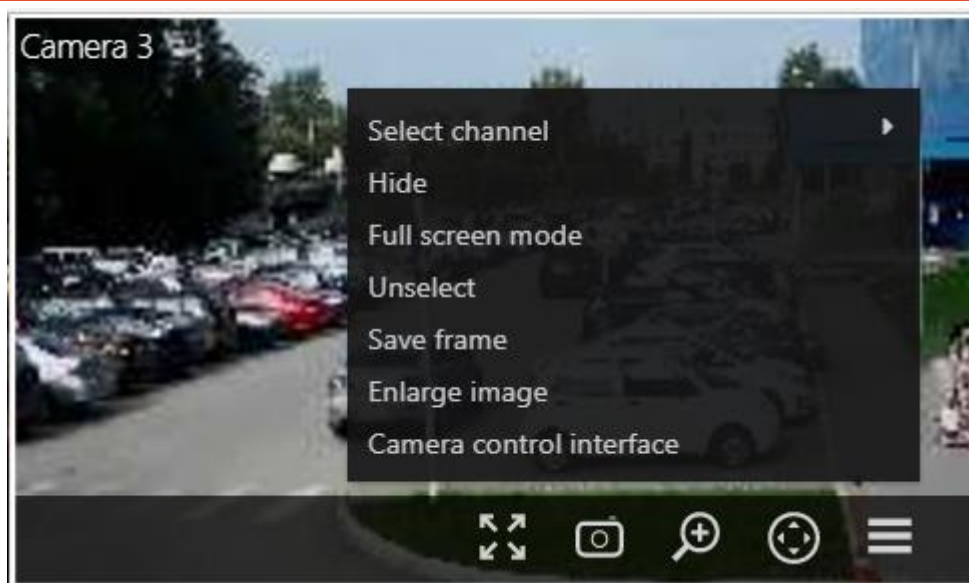 Camera 3
Select channel
Hide
Full screen mode
Unselect
Save frame
Enlarge image
Camera control interface